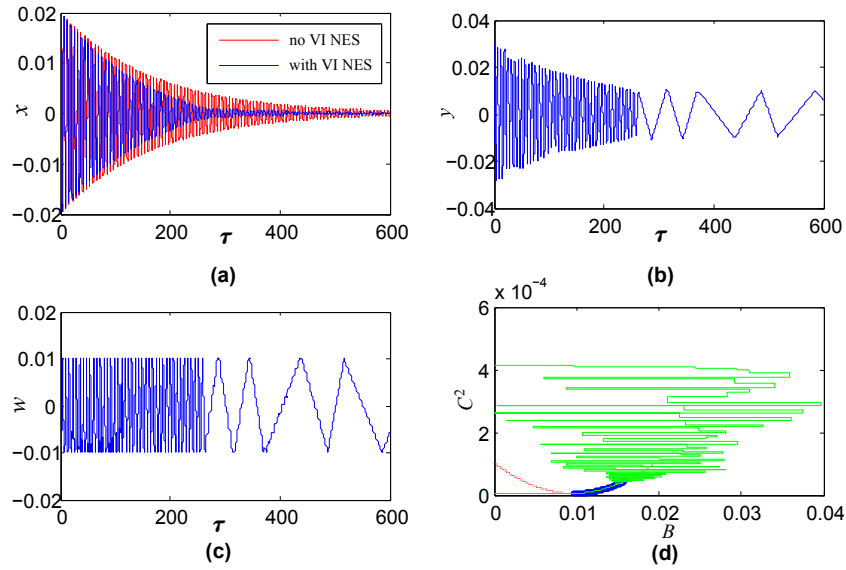 0.02
0.01
0
−0.01
−0.02
x
no VI NES
with VI NES
0 200 400 600
τ
(a)
0.04
0.02
0
−0.02
−0.04
y
0 200 400 600
τ
(b)
0.02
0.01
0
−0.01
−0.02
w
0 200 400 600
τ
(c)
x 10⁻⁴
6
4
2
0
C²
0 0.01 0.02 0.03 0.04
B
(d)